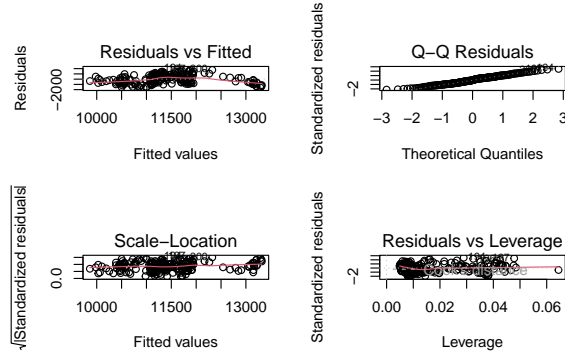 Residuals vs Fitted
Residuals
−2000
10000 11500 13000
Fitted values
Q−Q Residuals
Standardized residuals
−2
−3 −2 −1 0 1 2 3
Theoretical Quantiles
Scale−Location
√|Standardized residuals|
0.0
10000 11500 13000
Fitted values
Residuals vs Leverage
Standardized residuals
−2
Cook's distance
0.00 0.02 0.04 0.06
Leverage